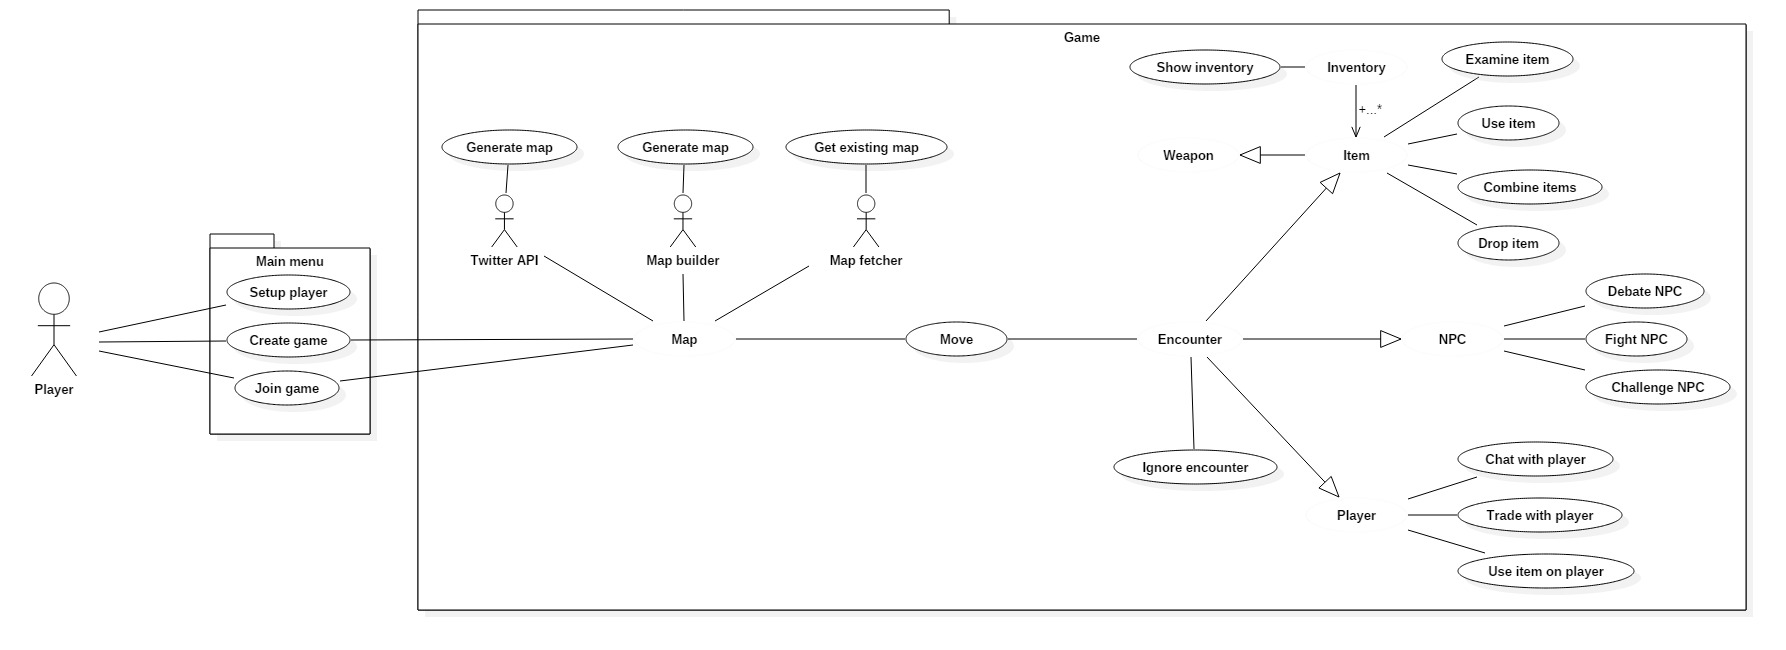 Game
Show inventory
Inventory
Examine item
+...*
Use item
Generate map
Generate map
Get existing map
Weapon
Item
Combine items
Drop item
Twitter API
Map builder
Map fetcher
Main menu
Setup player
Create game
Join game
Player
Map
Move
Encounter
NPC
Debate NPC
Fight NPC
Challenge NPC
Ignore encounter
Player
Chat with player
Trade with player
Use item on player